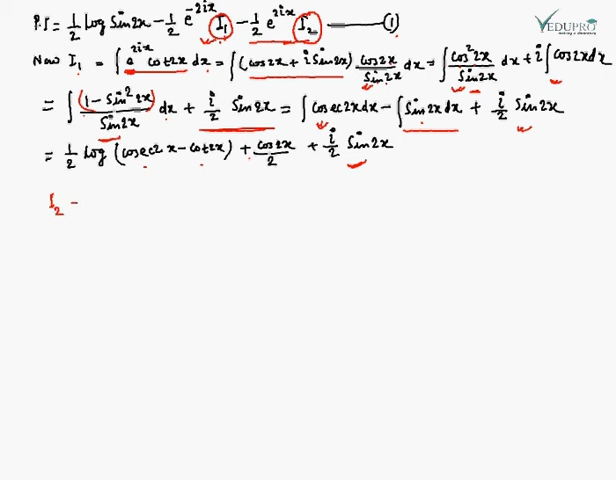 P.I = 1/2 log Sin2x - 1/2 e^-2ix I₁ - 1/2 e^2ix I₂ ——— ①
VEDUPRO
Now I₁ = ∫ e^2ix cot2x dx = ∫ (cos2x + i Sin2x) cos2x/Sin2x dx = ∫ cos²2x/Sin2x dx + i ∫ cos2x dx
= ∫ (1 - Sin²2x)/Sin2x dx + i/2 Sin2x = ∫ cosec2x dx - ∫ Sin2x dx + i/2 Sin2x
= 1/2 log (cosec2x - cot2x) + cos2x/2 + i/2 Sin2x
I₂ -